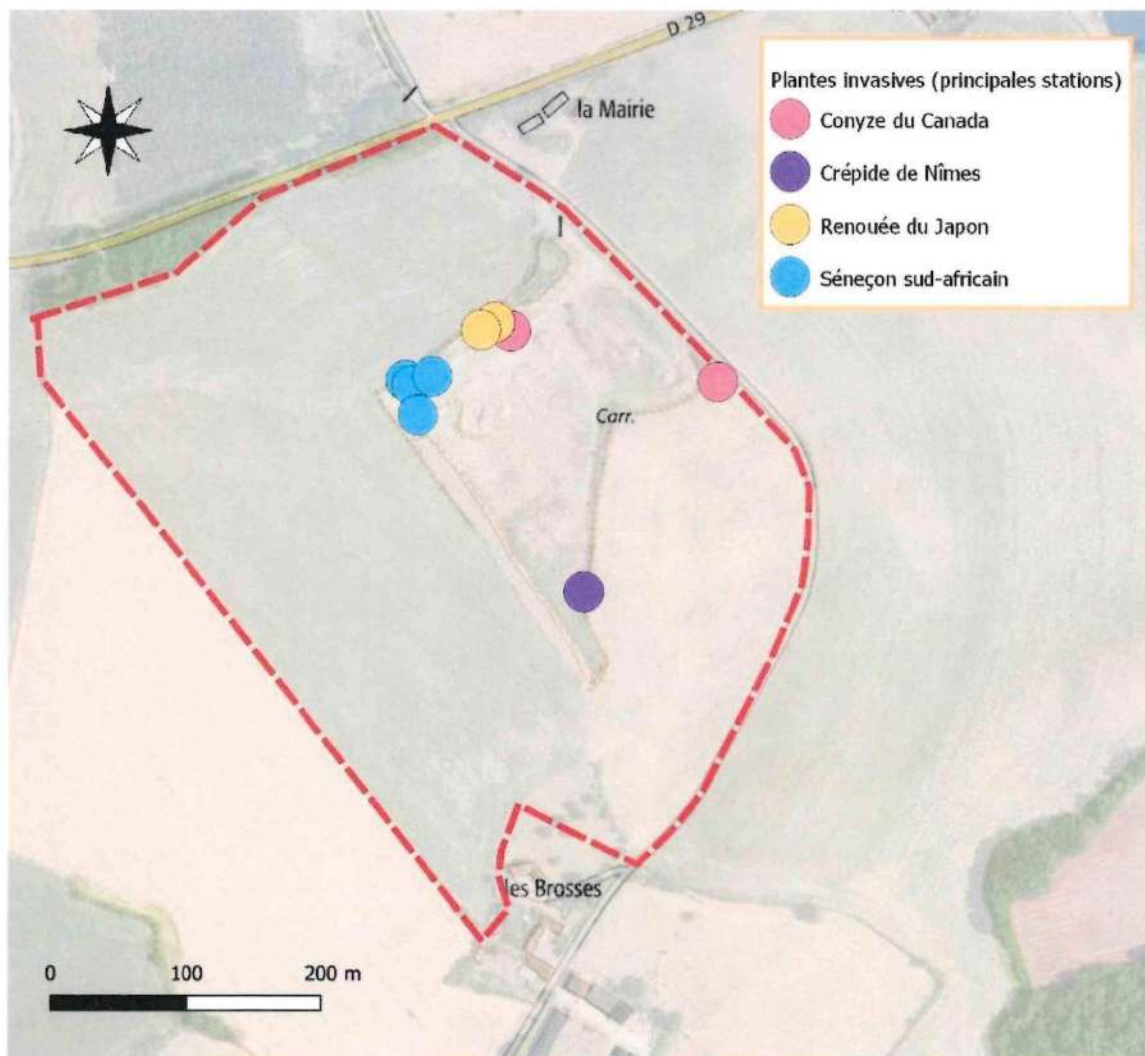 D 29
la Mairie
Plantes invasives (principales stations)
Conyze du Canada
Crépide de Nîmes
Renouée du Japon
Séneçon sud-africain
Carr.
les Brosses
0 100 200 m